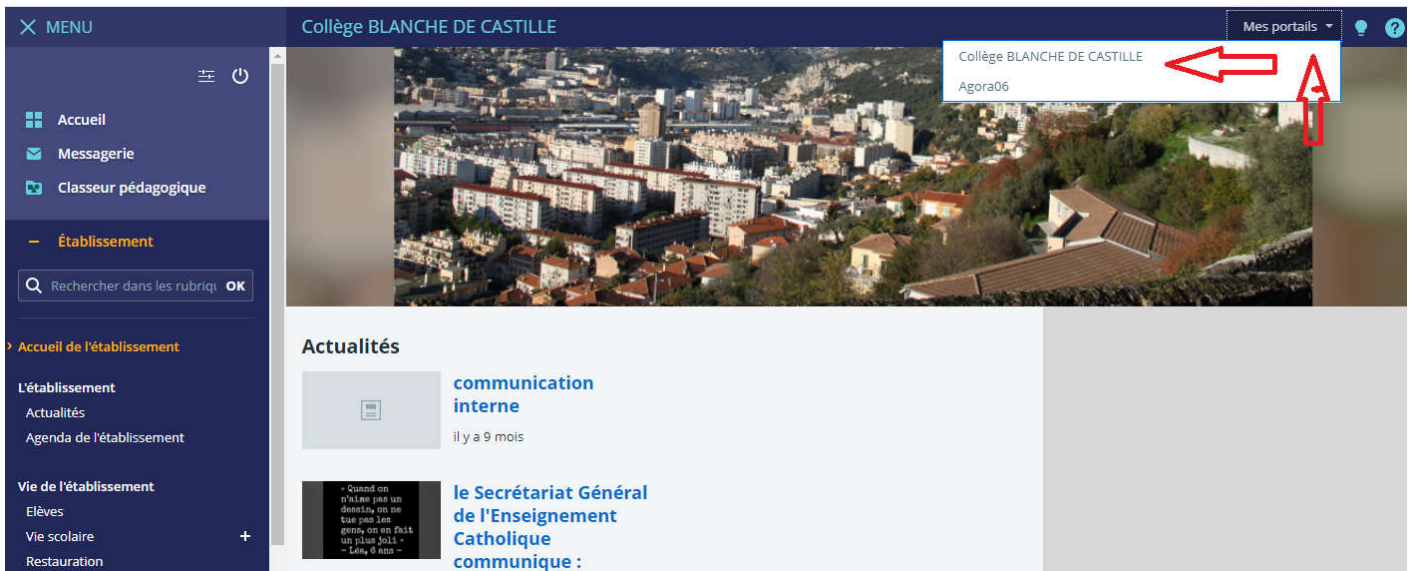 MENU
Collège BLANCHE DE CASTILLE
Mes portails
Collège BLANCHE DE CASTILLE
Agora06
Accueil
Messagerie
Classeur pédagogique
Établissement
Rechercher dans les rubriqu OK
Accueil de l'établissement
L'établissement
Actualités
Agenda de l'établissement
Vie de l'établissement
Elèves
Vie scolaire
Restauration
Actualités
communication
interne
il y a 9 mois
« Quand on
n'aime pas un
dessin, on ne
tue pas les
gens, on en fait
un plus joli »
– Léa, 6 ans –
le Secrétariat Général
de l'Enseignement
Catholique
communique :